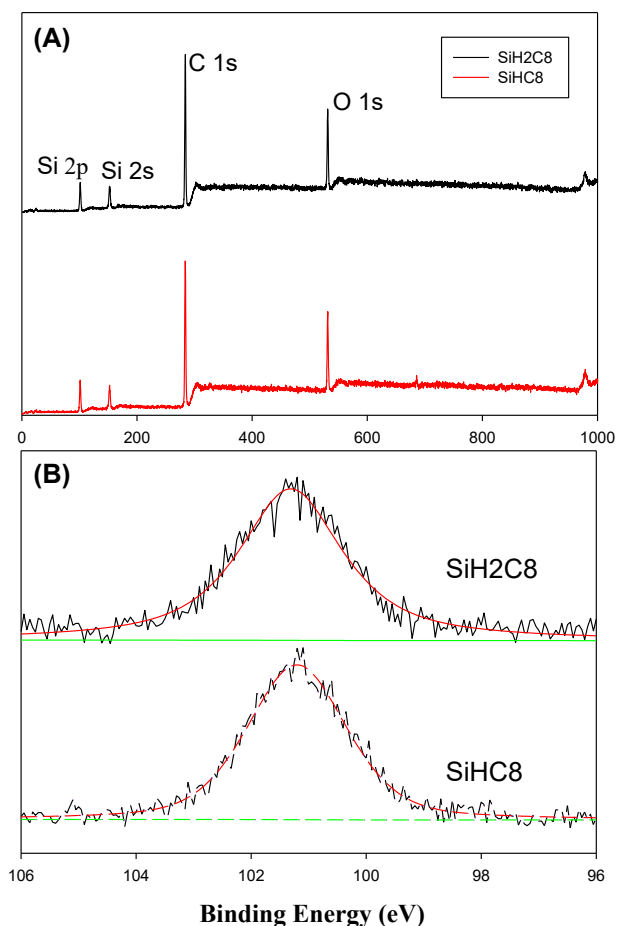 (A)
SiH2C8
SiHC8
C 1s
O 1s
Si 2p
Si 2s
0 200 400 600 800 1000
(B)
SiH2C8
SiHC8
106 104 102 100 98 96
Binding Energy (eV)